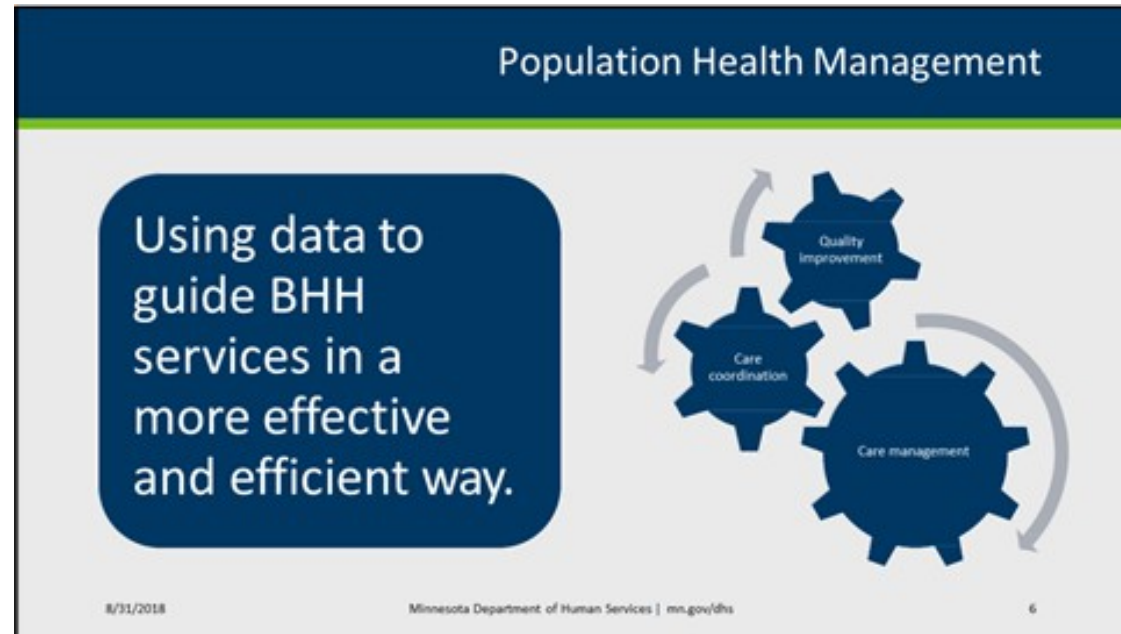 Population Health Management
Using data to
guide BHH
services in a
more effective
and efficient way.
Quality
improvement
Care
coordination
Care management
8/31/2018
Minnesota Department of Human Services | mn.gov/dhs
6